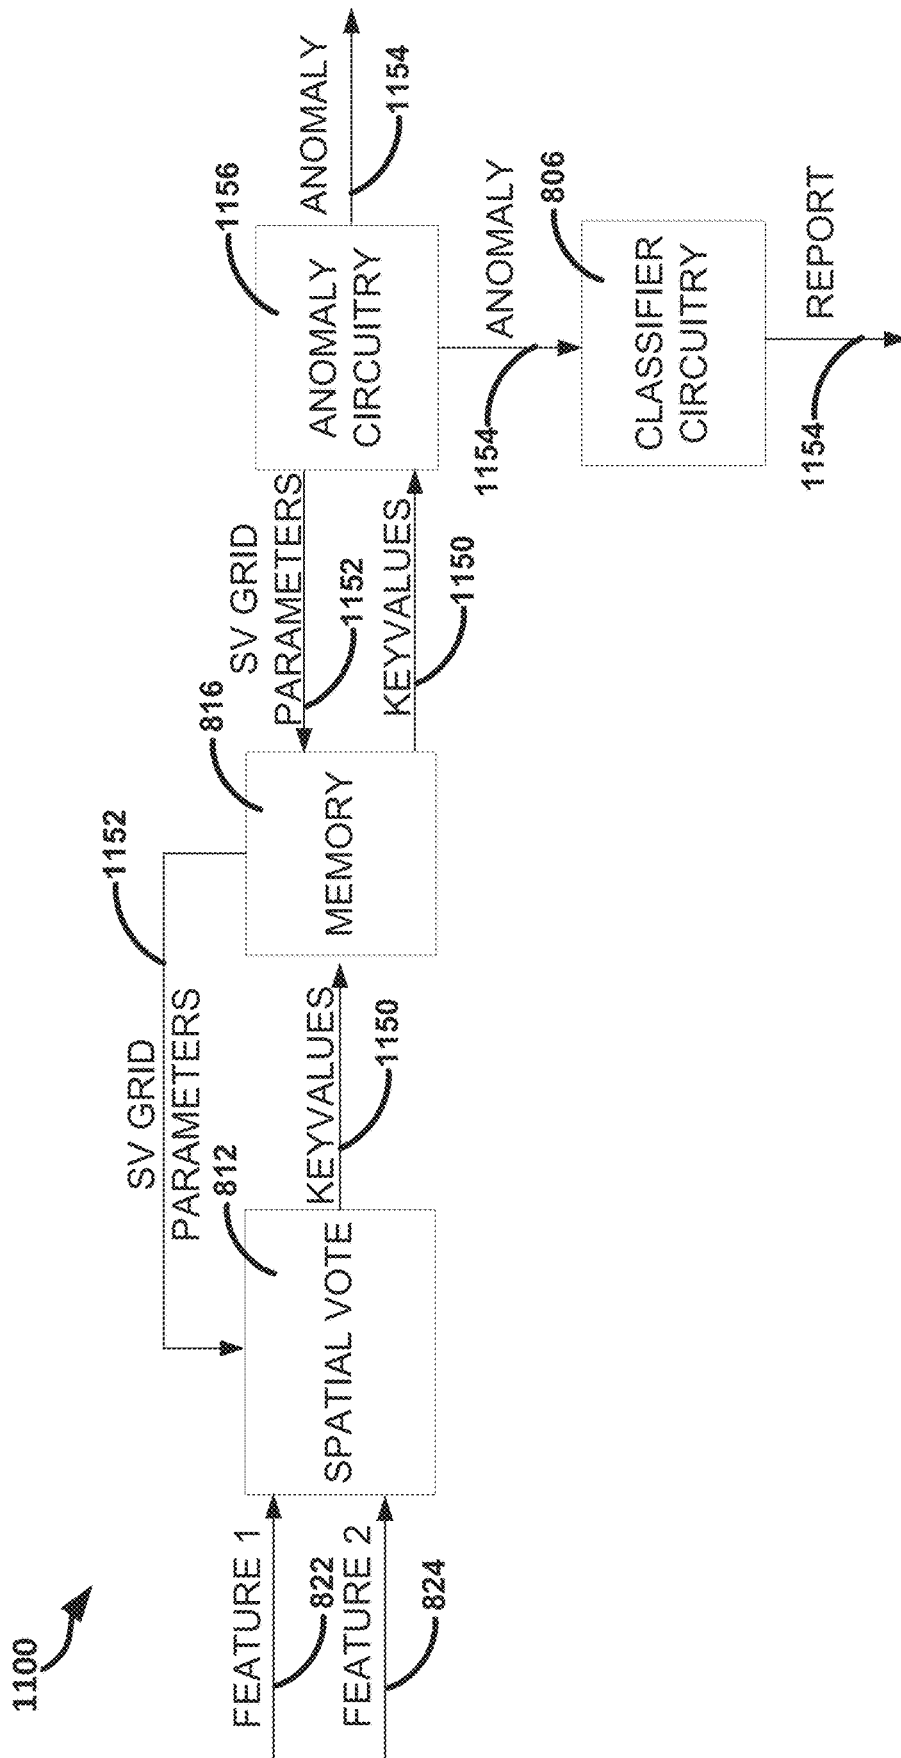 1100
FEATURE 1
822
FEATURE 2
824
SPATIAL VOTE
812
SV GRID
PARAMETERS
1152
KEYVALUES
1150
MEMORY
816
SV GRID
PARAMETERS
1152
KEYVALUES
1150
ANOMALY
CIRCUITRY
1156
ANOMALY
1154
ANOMALY
1154
CLASSIFIER
CIRCUITRY
806
REPORT
1154